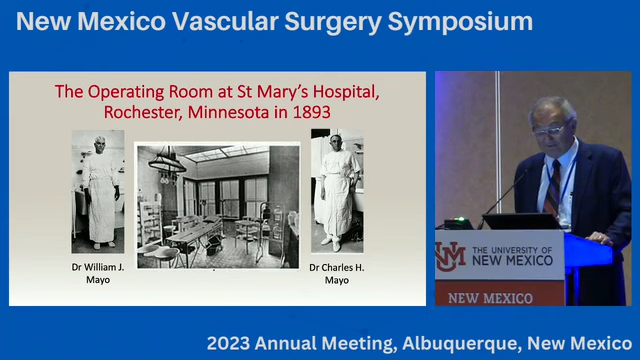 New Mexico Vascular Surgery Symposium
The Operating Room at St Mary's Hospital,
Rochester, Minnesota in 1893
Dr William J.
Mayo
Dr Charles H.
Mayo
THE UNIVERSITY OF
NEW MEXICO
NEW MEXICO
2023 Annual Meeting, Albuquerque, New Mexico